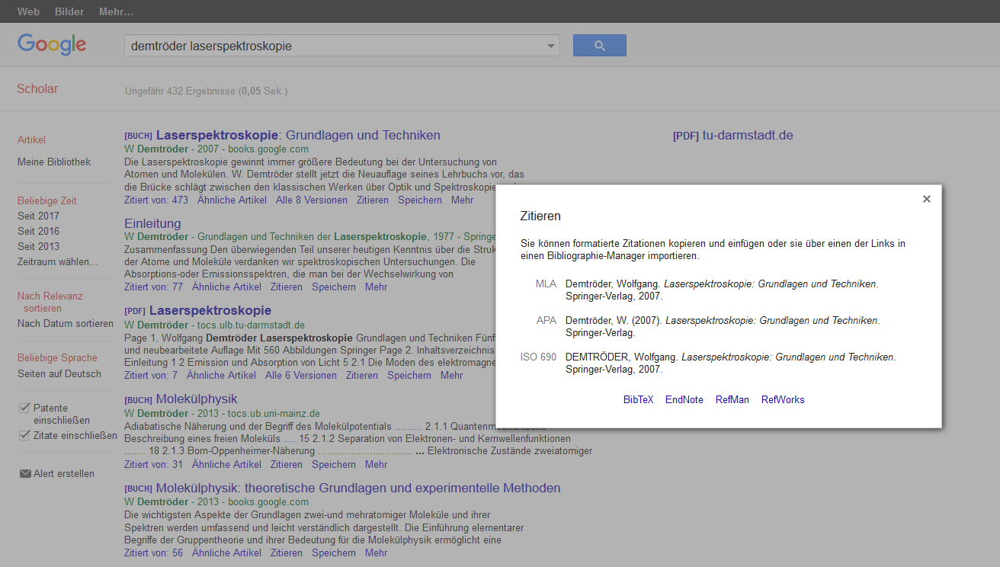 Web Bilder Mehr…
Google
demtröder laserspektroskopie
Scholar
Ungefähr 432 Ergebnisse (0,05 Sek.)
Artikel
Meine Bibliothek
Beliebige Zeit
Seit 2017
Seit 2016
Seit 2013
Zeitraum wählen...
Nach Relevanz
sortieren
Nach Datum sortieren
Beliebige Sprache
Seiten auf Deutsch
Patente
einschließen
Zitate einschließen
Alert erstellen
[BUCH] Laserspektroskopie: Grundlagen und Techniken
W Demtröder - 2007 - books.google.com
Die Laserspektroskopie gewinnt immer größere Bedeutung bei der Untersuchung von
Atomen und Molekülen. W. Demtröder stellt jetzt die Neuauflage seines Lehrbuchs vor, das
die Brücke schlägt zwischen den klassischen Werken über Optik und Spektroskopie
Zitiert von: 473 Ähnliche Artikel Alle 8 Versionen Zitieren Speichern Mehr
[PDF] tu-darmstadt.de
Einleitung
W Demtröder - Grundlagen und Techniken der Laserspektroskopie, 1977 - Springe
Zusammenfassung Den überwiegenden Teil unserer heutigen Kenntnis über die Struk
der Atome und Moleküle verdanken wir spektroskopischen Untersuchungen. Die
Absorptions-oder Emissionsspektren, die man bei der Wechselwirkung von
Zitiert von: 77 Ähnliche Artikel Zitieren Speichern Mehr
[PDF] Laserspektroskopie
W Demtröder - tocs.ulb.tu-darmstadt.de
Page 1. Wolfgang Demtröder Laserspektroskopie Grundlagen und Techniken Fünf
und neubearbeitete Auflage Mit 560 Abbildungen Springer Page 2. Inhaltsverzeichnis
Einleitung 1 2 Emission und Absorption von Licht 5 2.1 Die Moden des elektromagne
Zitiert von: 7 Ähnliche Artikel Alle 6 Versionen Zitieren Speichern Mehr
[BUCH] Molekülphysik
W Demtröder - 2013 - tocs.ub.uni-mainz.de
Adiabatische Näherung und der Begriff des Molekülpotentials ......... 2.1.1 Quantenmechanische
Beschreibung eines freien Moleküls .... 15 2.1.2 Separation von Elektronen- und Kernwellenfunktionen
....... 18 2.1.3 Born-Oppenheimer-Näherung ............................... ... Elektronische Zustände zweiatomiger
Zitiert von: 31 Ähnliche Artikel Zitieren Speichern Mehr
[BUCH] Molekülphysik: theoretische Grundlagen und experimentelle Methoden
W Demtröder - 2013 - books.google.com
Die wichtigsten Aspekte der Grundlagen zwei-und mehratomiger Moleküle und ihrer
Spektren werden umfassend und leicht verständlich dargestellt. Die Einführung elementarer
Begriffe der Gruppentheorie und ihrer Bedeutung für die Molekülphysik ermöglicht eine
Zitiert von: 56 Ähnliche Artikel Zitieren Speichern Mehr
×
Zitieren
Sie können formatierte Zitationen kopieren und einfügen oder sie über einen der Links in
einen Bibliographie-Manager importieren.
MLA Demtröder, Wolfgang. Laserspektroskopie: Grundlagen und Techniken.
Springer-Verlag, 2007.
APA Demtröder, W. (2007). Laserspektroskopie: Grundlagen und Techniken.
Springer-Verlag.
ISO 690 DEMTRÖDER, Wolfgang. Laserspektroskopie: Grundlagen und Techniken.
Springer-Verlag, 2007.
BibTeX EndNote RefMan RefWorks